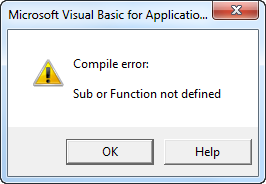 Microsoft Visual Basic for Applicatio...
Compile error:
Sub or Function not defined
OK
Help